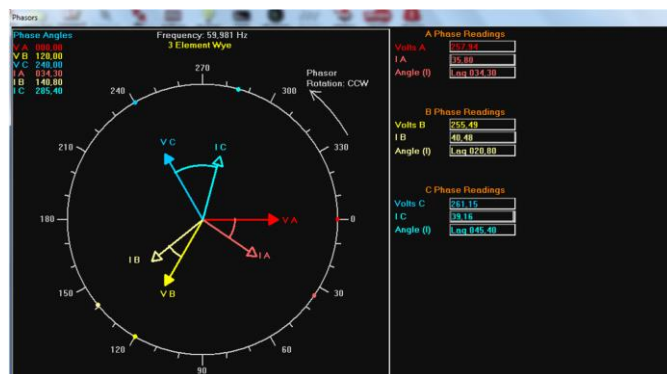 Phasors
Phase Angles
V A 000,00
V B 120,00
V C 240,00
I A 034,30
I B 140,80
I C 285,40
Frequency: 59,981 Hz
3 Element Wye
Phasor
Rotation: CCW
270
240
300
210
330
180
0
150
30
120
60
90
V C
I C
V A
I A
I B
V B
A Phase Readings
Volts A 257,94
I A 35,80
Angle (I) Lag 034,30
B Phase Readings
Volts B 255,49
I B 40,48
Angle (I) Lag 020,80
C Phase Readings
Volts C 261,15
I C 39,16
Angle (I) Lag 045,40